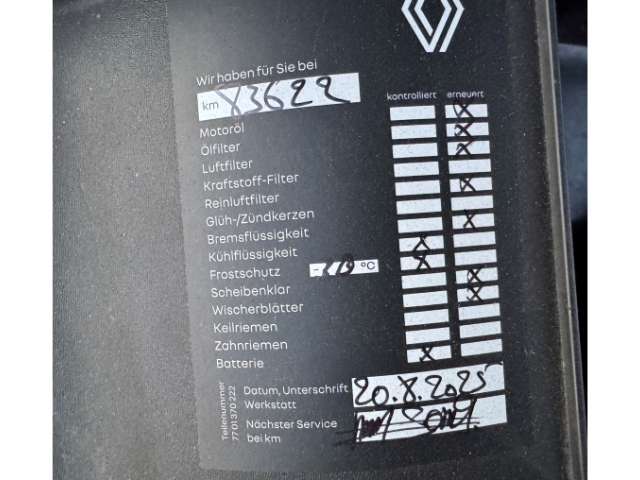 Wir haben für Sie bei
km 83622
kontrolliert erneuert
Motoröl
Ölfilter
Luftfilter
Kraftstoff-Filter
Reinluftfilter
Glüh-/Zündkerzen
Bremsflüssigkeit
Kühlflüssigkeit
Frostschutz °C
Scheibenklar
Wischerblätter
Keilriemen
Zahnriemen
Batterie
Teilenummer
77 01 370 222
Datum, Unterschrift 20.8.2025
Werkstatt
Nächster Service
bei km